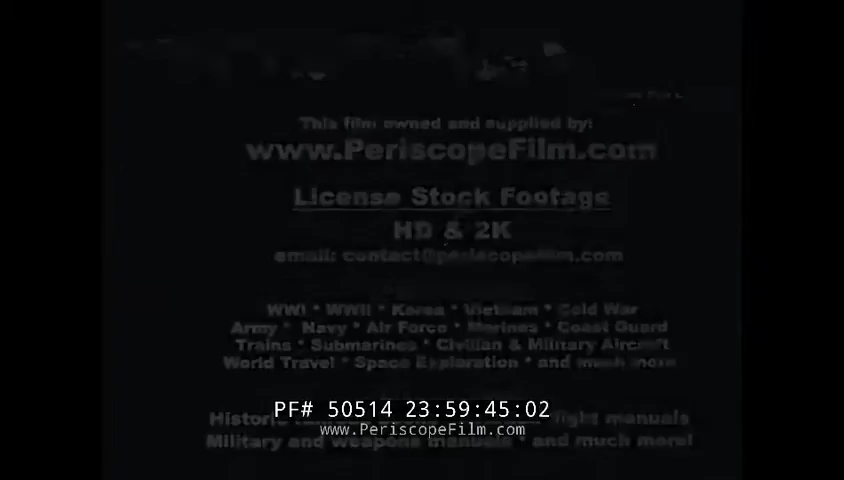 This film owned and supplied by:
www.PeriscopeFilm.com
License Stock Footage
HD & 2K
email: contact@periscopefilm.com
WWI * WWII * Korea * Vietnam * Cold War
Army * Navy * Air Force * Marines * Coast Guard
Trains * Submarines * Civilian & Military Aircraft
World Travel * Space Exploration * and much more
PF# 50514 23:59:45:02
Historic flight manuals
www.PeriscopeFilm.com
Military and weapons manuals * and much more!